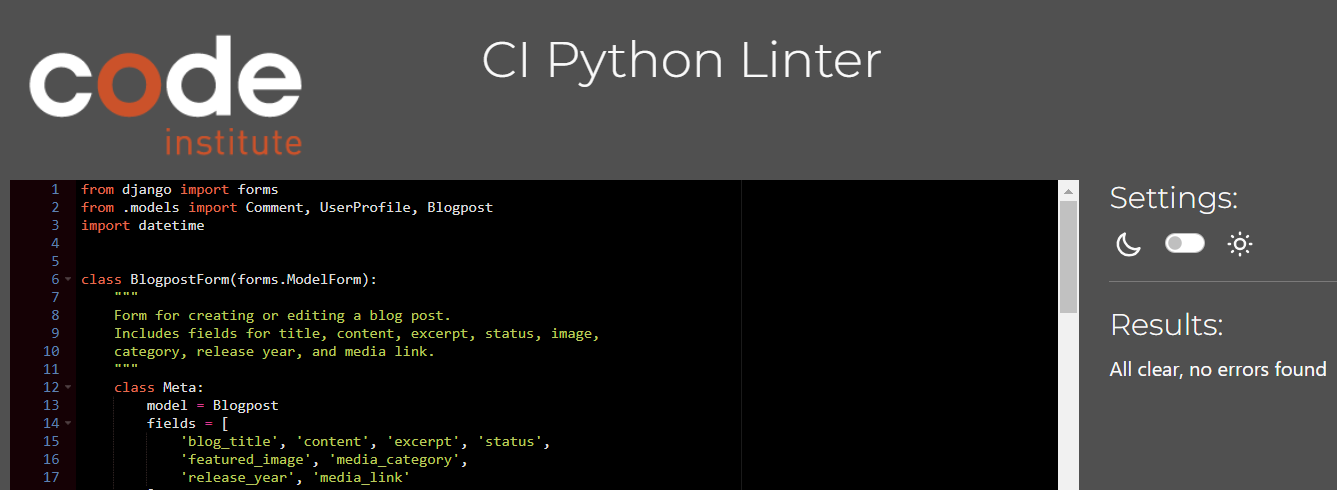 code
institute
CI Python Linter
1 from django import forms
2 from .models import Comment, UserProfile, Blogpost
3 import datetime
4
5
6 class BlogpostForm(forms.ModelForm):
7 """
8 Form for creating or editing a blog post.
9 Includes fields for title, content, excerpt, status, image,
10 category, release year, and media link.
11 """
12 class Meta:
13 model = Blogpost
14 fields = [
15 'blog_title', 'content', 'excerpt', 'status',
16 'featured_image', 'media_category',
17 'release_year', 'media_link'
Settings:
Results:
All clear, no errors found